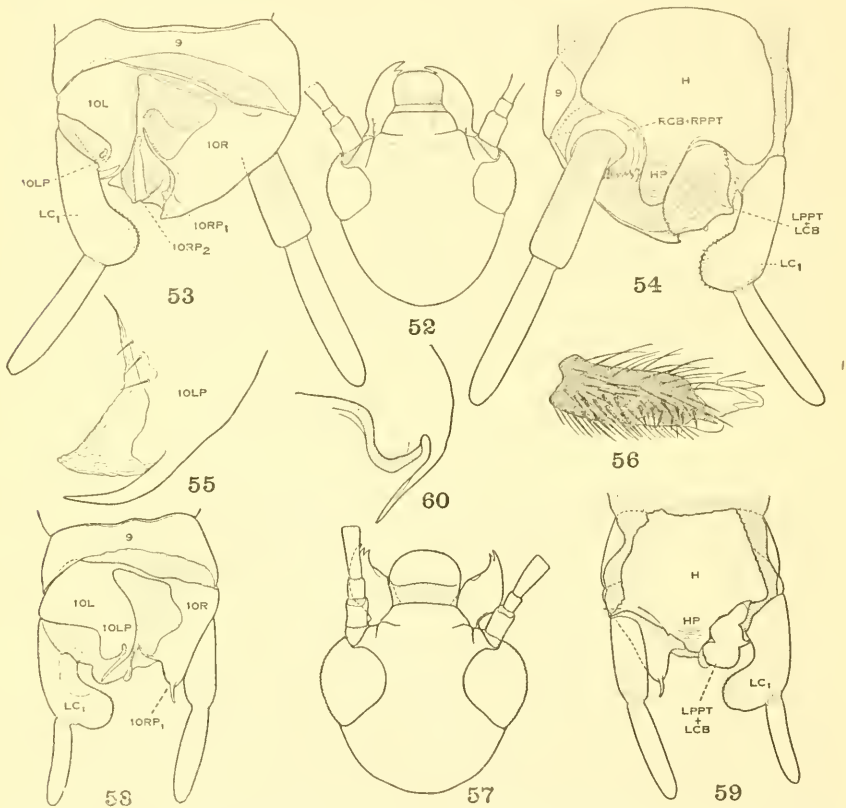 9
10L
10R
10LP
LC1
10RP1
10RP2
53
52
9
H
RCB+RPPT
HP
LPPT
+
LCB
LC1
54
10LP
55
60
56
9
10L
10R
10LP
LC1
10RP1
58
57
H
HP
LPPT
+
LCB
LC1
59